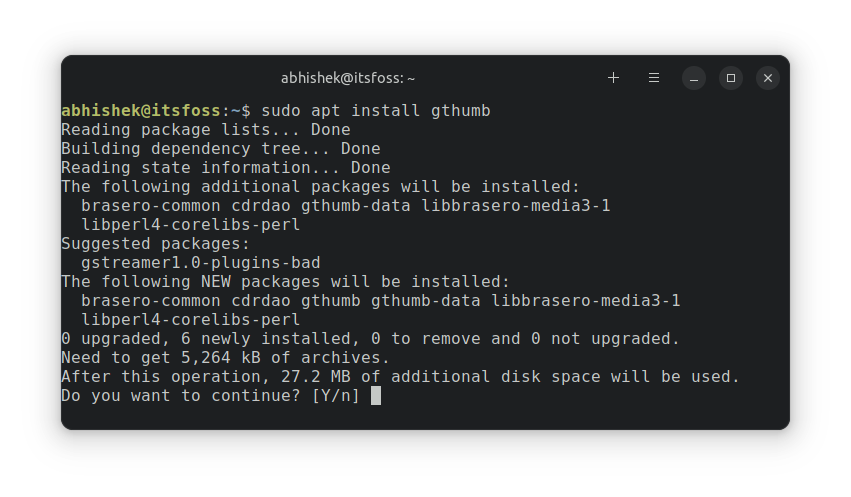 abhishek@itsfoss: ~
abhishek@itsfoss:~$ sudo apt install gthumb
Reading package lists... Done
Building dependency tree... Done
Reading state information... Done
The following additional packages will be installed:
  brasero-common cdrdao gthumb-data libbrasero-media3-1
  libperl4-corelibs-perl
Suggested packages:
  gstreamer1.0-plugins-bad
The following NEW packages will be installed:
  brasero-common cdrdao gthumb gthumb-data libbrasero-media3-1
  libperl4-corelibs-perl
0 upgraded, 6 newly installed, 0 to remove and 0 not upgraded.
Need to get 5,264 kB of archives.
After this operation, 27.2 MB of additional disk space will be used.
Do you want to continue? [Y/n]